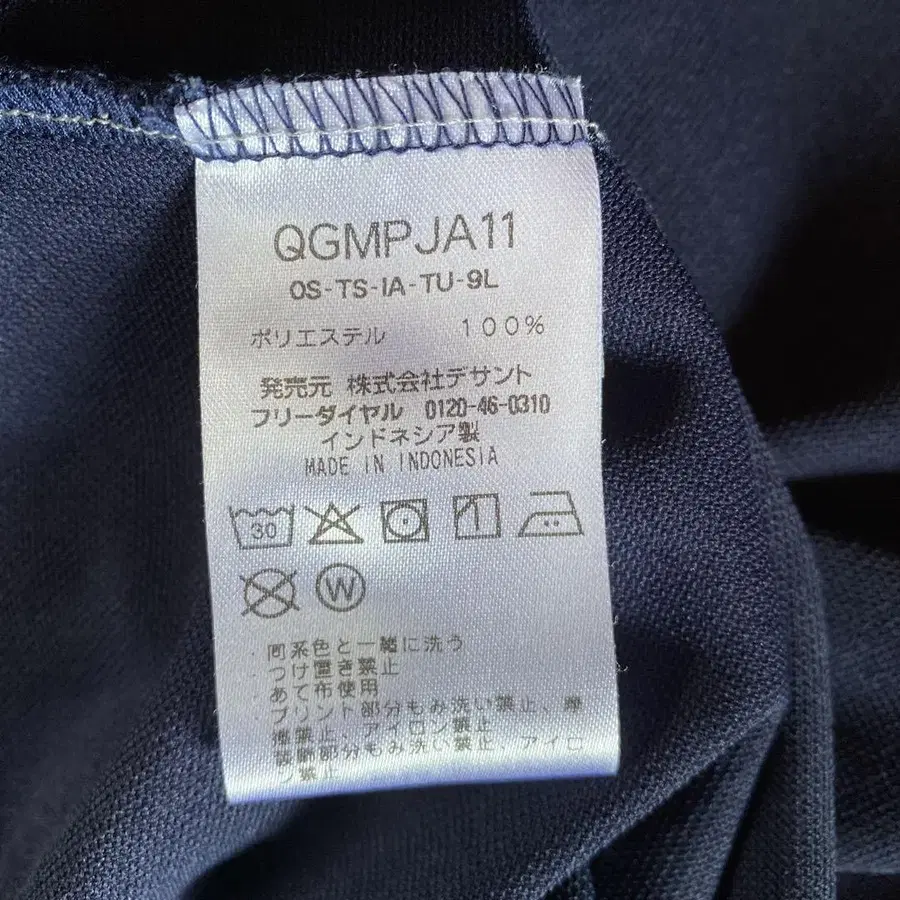 QGMPJA11
OS-TS-IA-TU-9L
ポリエステル 100%
発売元 株式会社デサント
フリーダイヤル 0120-46-0310
インドネシア製
MADE IN INDONESIA
30
W
・同系色と一緒に洗う
・つけ置き禁止
・あて布使用
・プリント部分もみ洗い禁止、摩
擦禁止、アイロン禁止
装飾部分もみ洗い禁止、アイロ
ン禁止